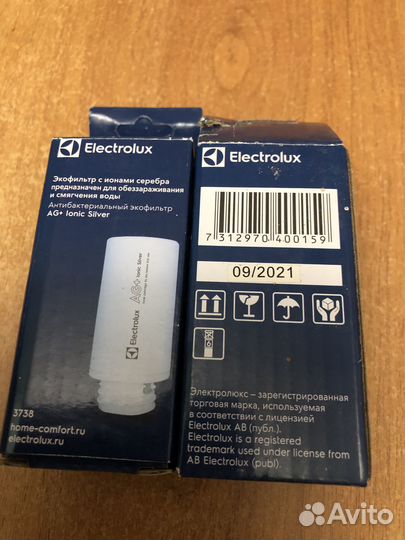 Electrolux
Экофильтр с ионами серебра
предназначен для обеззараживания
и смягчения воды
Антибактериальный экофильтр
AG+ Ionic Silver
AG+ Ionic Silver
Electrolux
3738
home-comfort.ru
electrolux.ru
Electrolux
7 312970 400159
09/2021
Электролюкс – зарегистрированная
торговая марка, используемая
в соответствии с лицензией
Electrolux AB (публ.).
Electrolux is a registered
trademark used under license from
AB Electrolux (publ).
Avito